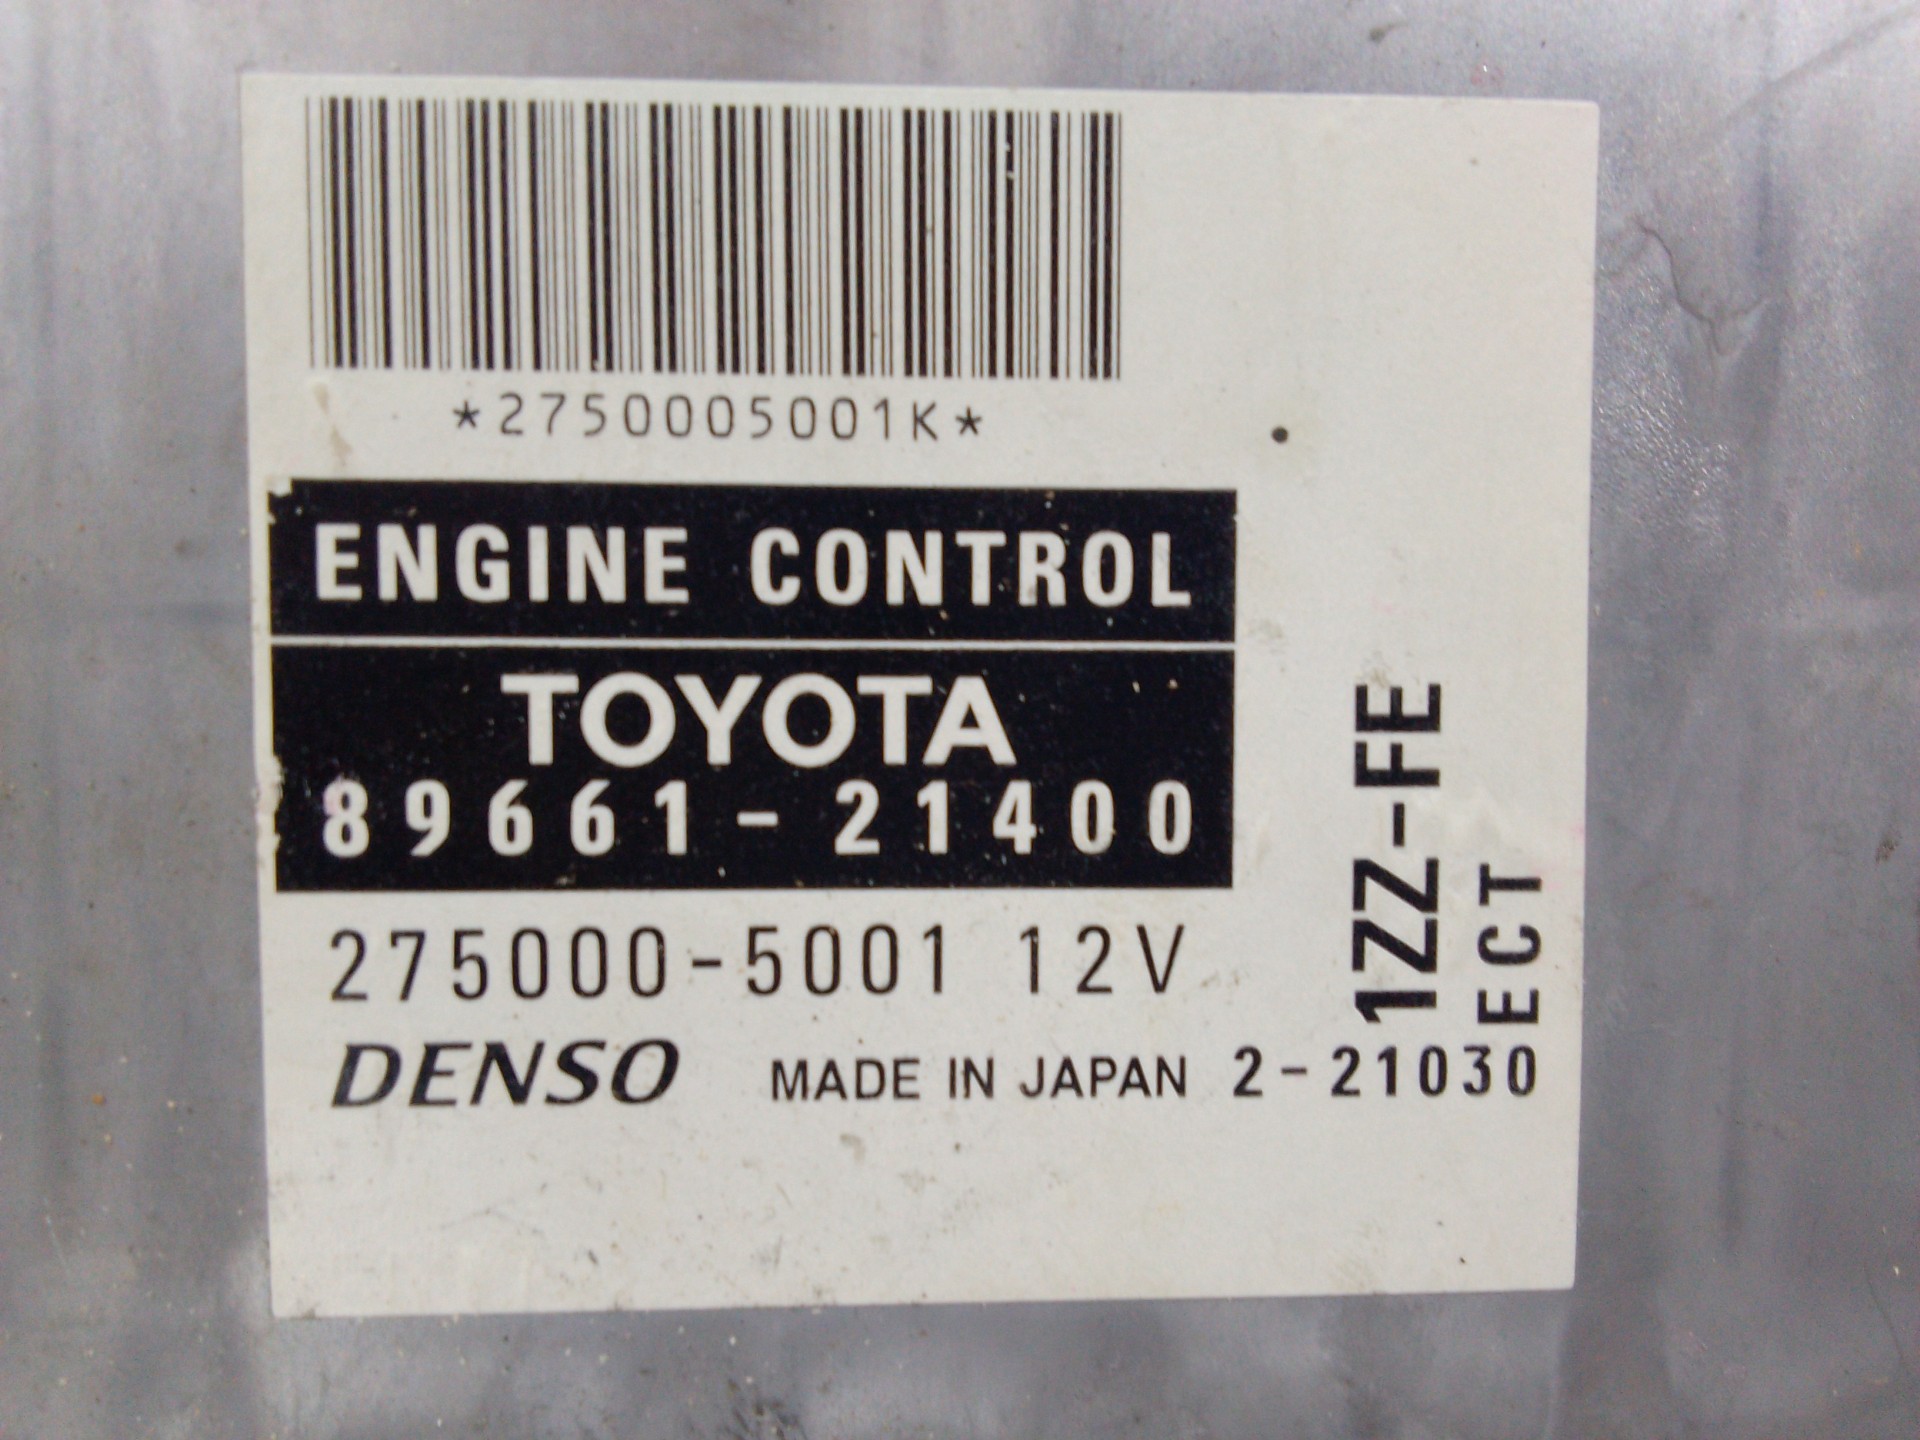 *2750005001K*
ENGINE CONTROL
TOYOTA
89661-21400
275000-5001 12V
DENSO MADE IN JAPAN 2-21030
1ZZ-FE
ECT